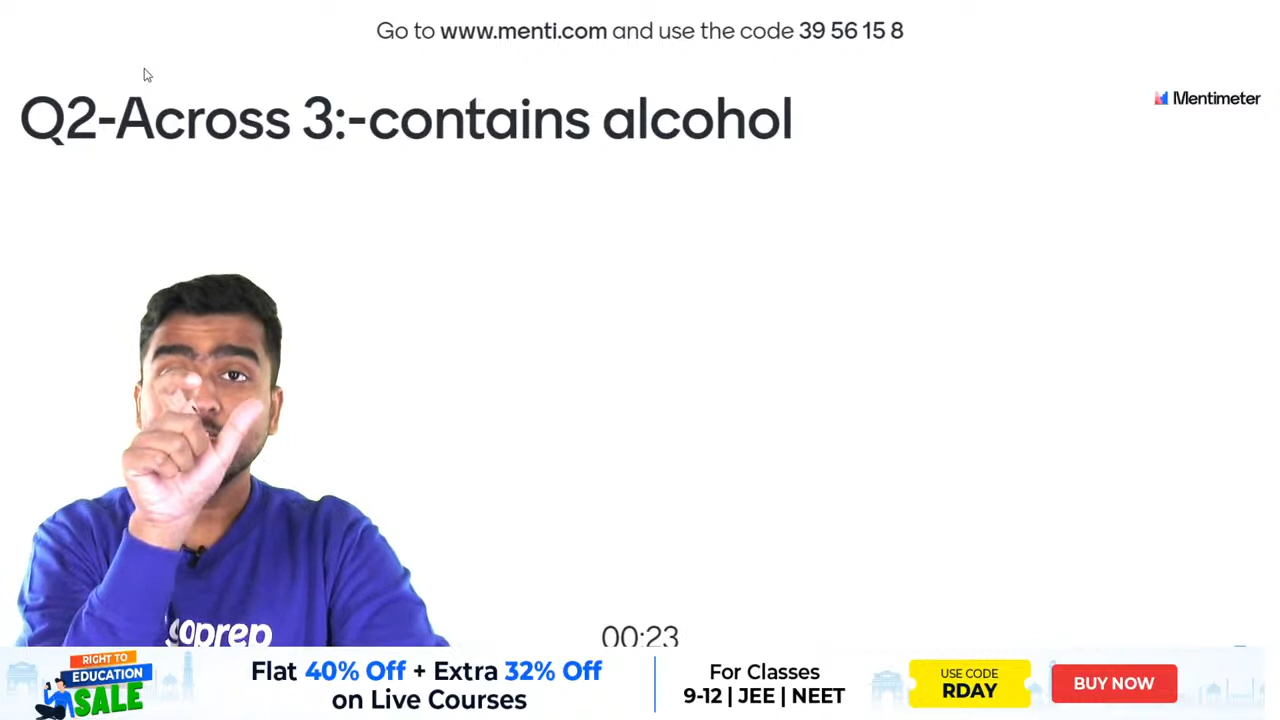 Go to www.menti.com and use the code 39 56 15 8
Q2-Across 3:-contains alcohol
Mentimeter
goprep
00:23
RIGHT TO
EDUCATION
SALE
Flat 40% Off + Extra 32% Off
on Live Courses
For Classes
9-12 | JEE | NEET
USE CODE
RDAY
BUY NOW